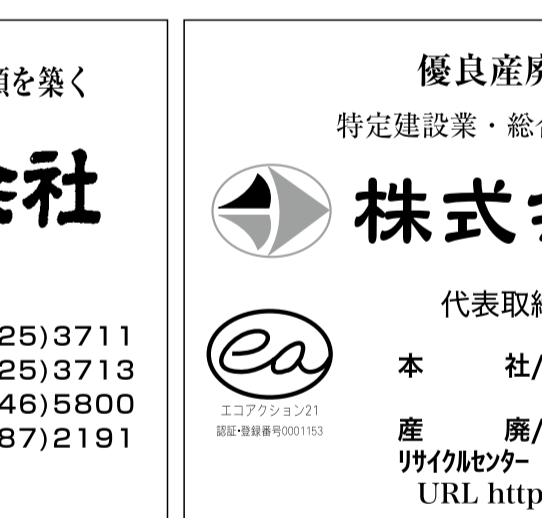 頼を築く
会社
25)3711
25)3713
46)5800
87)2191
優良産廃
特定建設業・総合
株式会
ea
エコアクション21
認証・登録番号0001153
代表取締
本 社/
産 廃/
リサイクルセンター
URL http